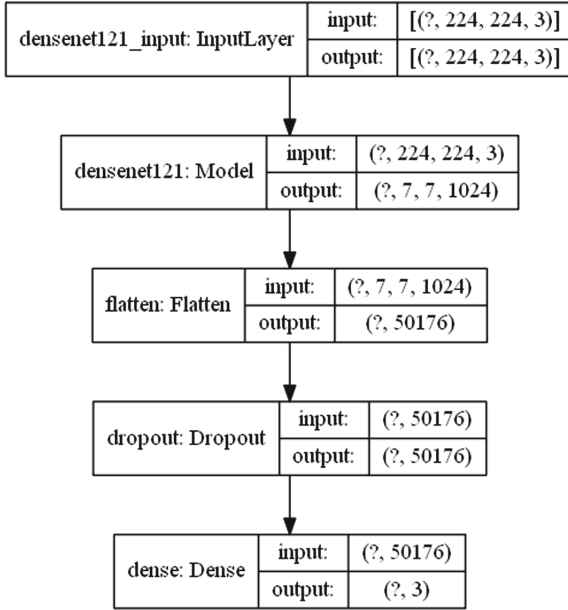 densenet121_input: InputLayer
input: [(?, 224, 224, 3)]
output: [(?, 224, 224, 3)]
densenet121: Model
input: (?, 224, 224, 3)
output: (?, 7, 7, 1024)
flatten: Flatten
input: (?, 7, 7, 1024)
output: (?, 50176)
dropout: Dropout
input: (?, 50176)
output: (?, 50176)
dense: Dense
input: (?, 50176)
output: (?, 3)